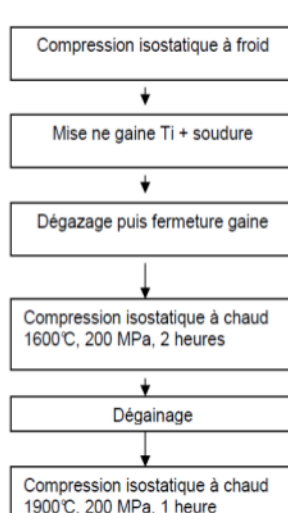 Compression isostatique à froid
Mise ne gaine Ti + soudure
Dégazage puis fermeture gaine
Compression isostatique à chaud
1600°C, 200 MPa, 2 heures
Dégainage
Compression isostatique à chaud
1900°C, 200 MPa, 1 heure